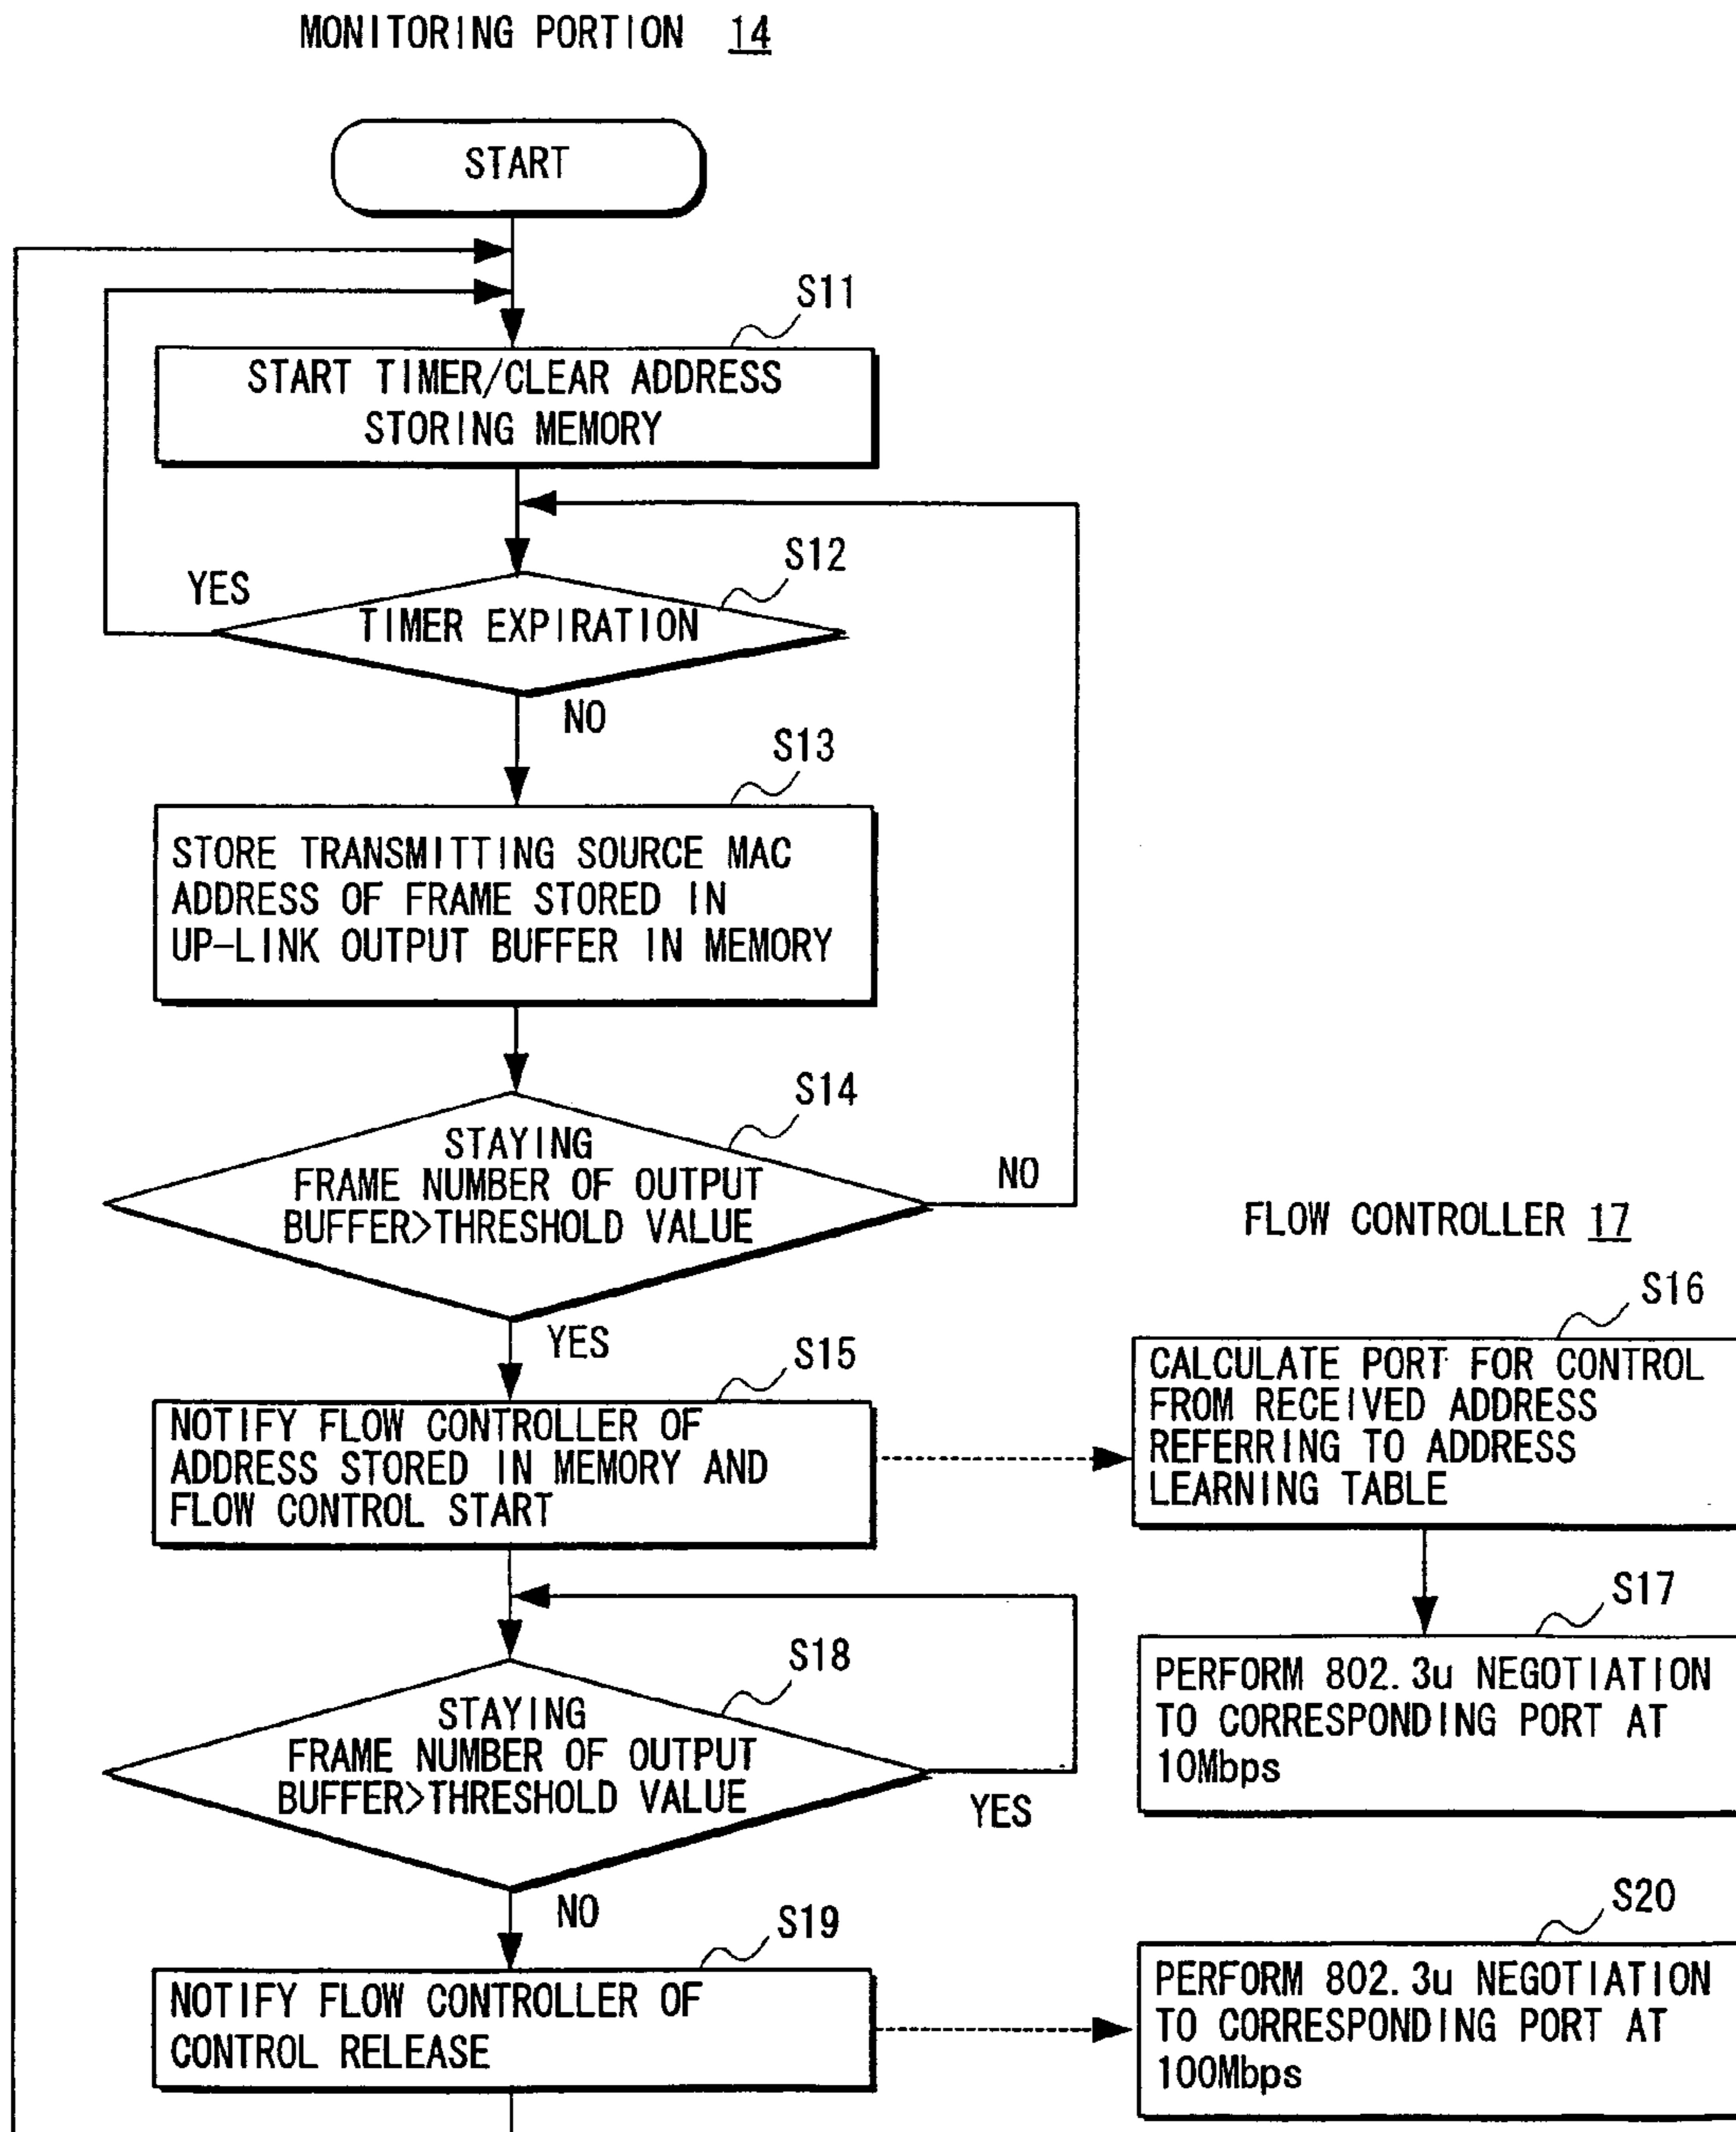 MONITORING PORTION 14
START
S11
START TIMER/CLEAR ADDRESS
STORING MEMORY
S12
YES
TIMER EXPIRATION
NO
S13
STORE TRANSMITTING SOURCE MAC
ADDRESS OF FRAME STORED IN
UP-LINK OUTPUT BUFFER IN MEMORY
S14
STAYING
FRAME NUMBER OF OUTPUT
BUFFER>THRESHOLD VALUE
NO
YES
S15
NOTIFY FLOW CONTROLLER OF
ADDRESS STORED IN MEMORY AND
FLOW CONTROL START
S18
STAYING
FRAME NUMBER OF OUTPUT
BUFFER>THRESHOLD VALUE
YES
NO
S19
NOTIFY FLOW CONTROLLER OF
CONTROL RELEASE
FLOW CONTROLLER 17
S16
CALCULATE PORT FOR CONTROL
FROM RECEIVED ADDRESS
REFERRING TO ADDRESS
LEARNING TABLE
S17
PERFORM 802.3u NEGOTIATION
TO CORRESPONDING PORT AT
10Mbps
S20
PERFORM 802.3u NEGOTIATION
TO CORRESPONDING PORT AT
100Mbps